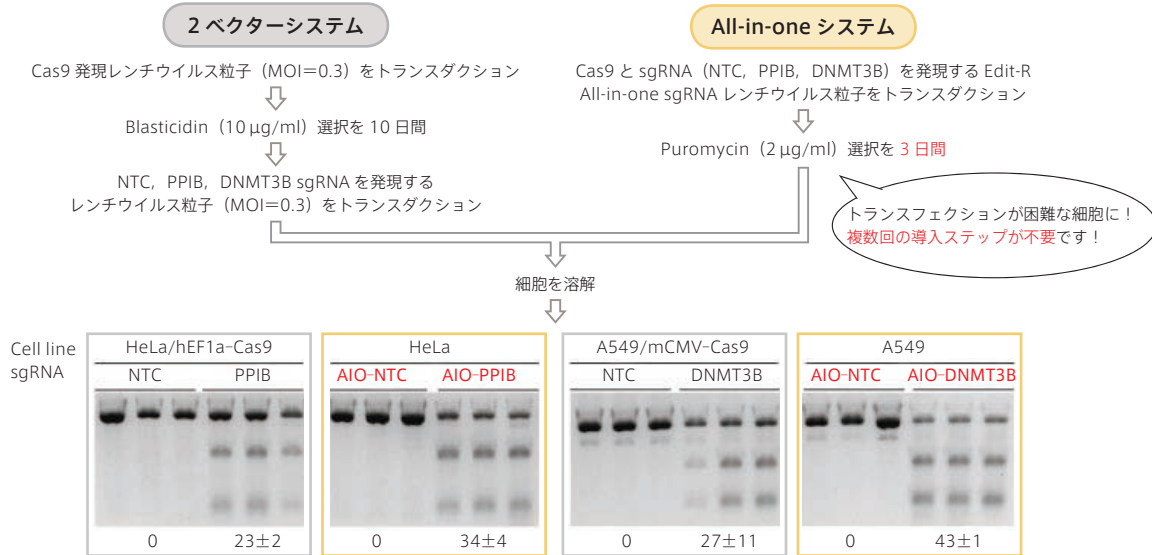 2 ベクターシステム
Cas9 発現レンチウイルス粒子（MOI＝0.3）をトランスダクション
Blasticidin（10 μg/ml）選択を 10 日間
NTC，PPIB，DNMT3B sgRNA を発現する
レンチウイルス粒子（MOI＝0.3）をトランスダクション
All-in-one システム
Cas9 と sgRNA（NTC，PPIB，DNMT3B）を発現する Edit-R
All-in-one sgRNA レンチウイルス粒子をトランスダクション
Puromycin（2 μg/ml）選択を 3 日間
トランスフェクションが困難な細胞に！
複数回の導入ステップが不要です！
細胞を溶解
Cell line
sgRNA
HeLa/hEF1a–Cas9
NTC PPIB
0 23±2
HeLa
AIO–NTC AIO–PPIB
0 34±4
A549/mCMV–Cas9
NTC DNMT3B
0 27±11
A549
AIO–NTC AIO–DNMT3B
0 43±1